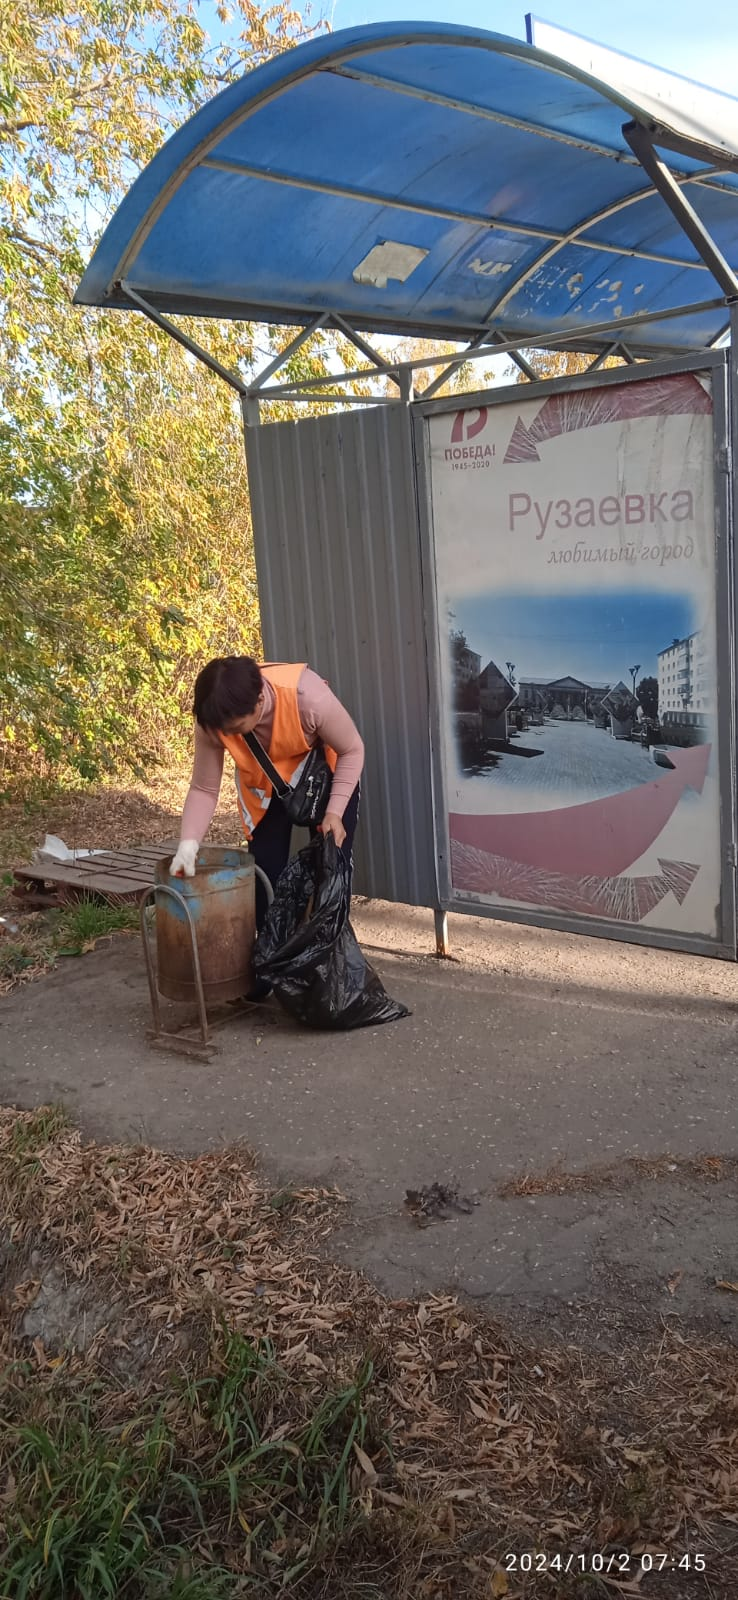 ПОБЕДА!
1945-2020
Рузаевка
любимый город
2024/10/2 07:45